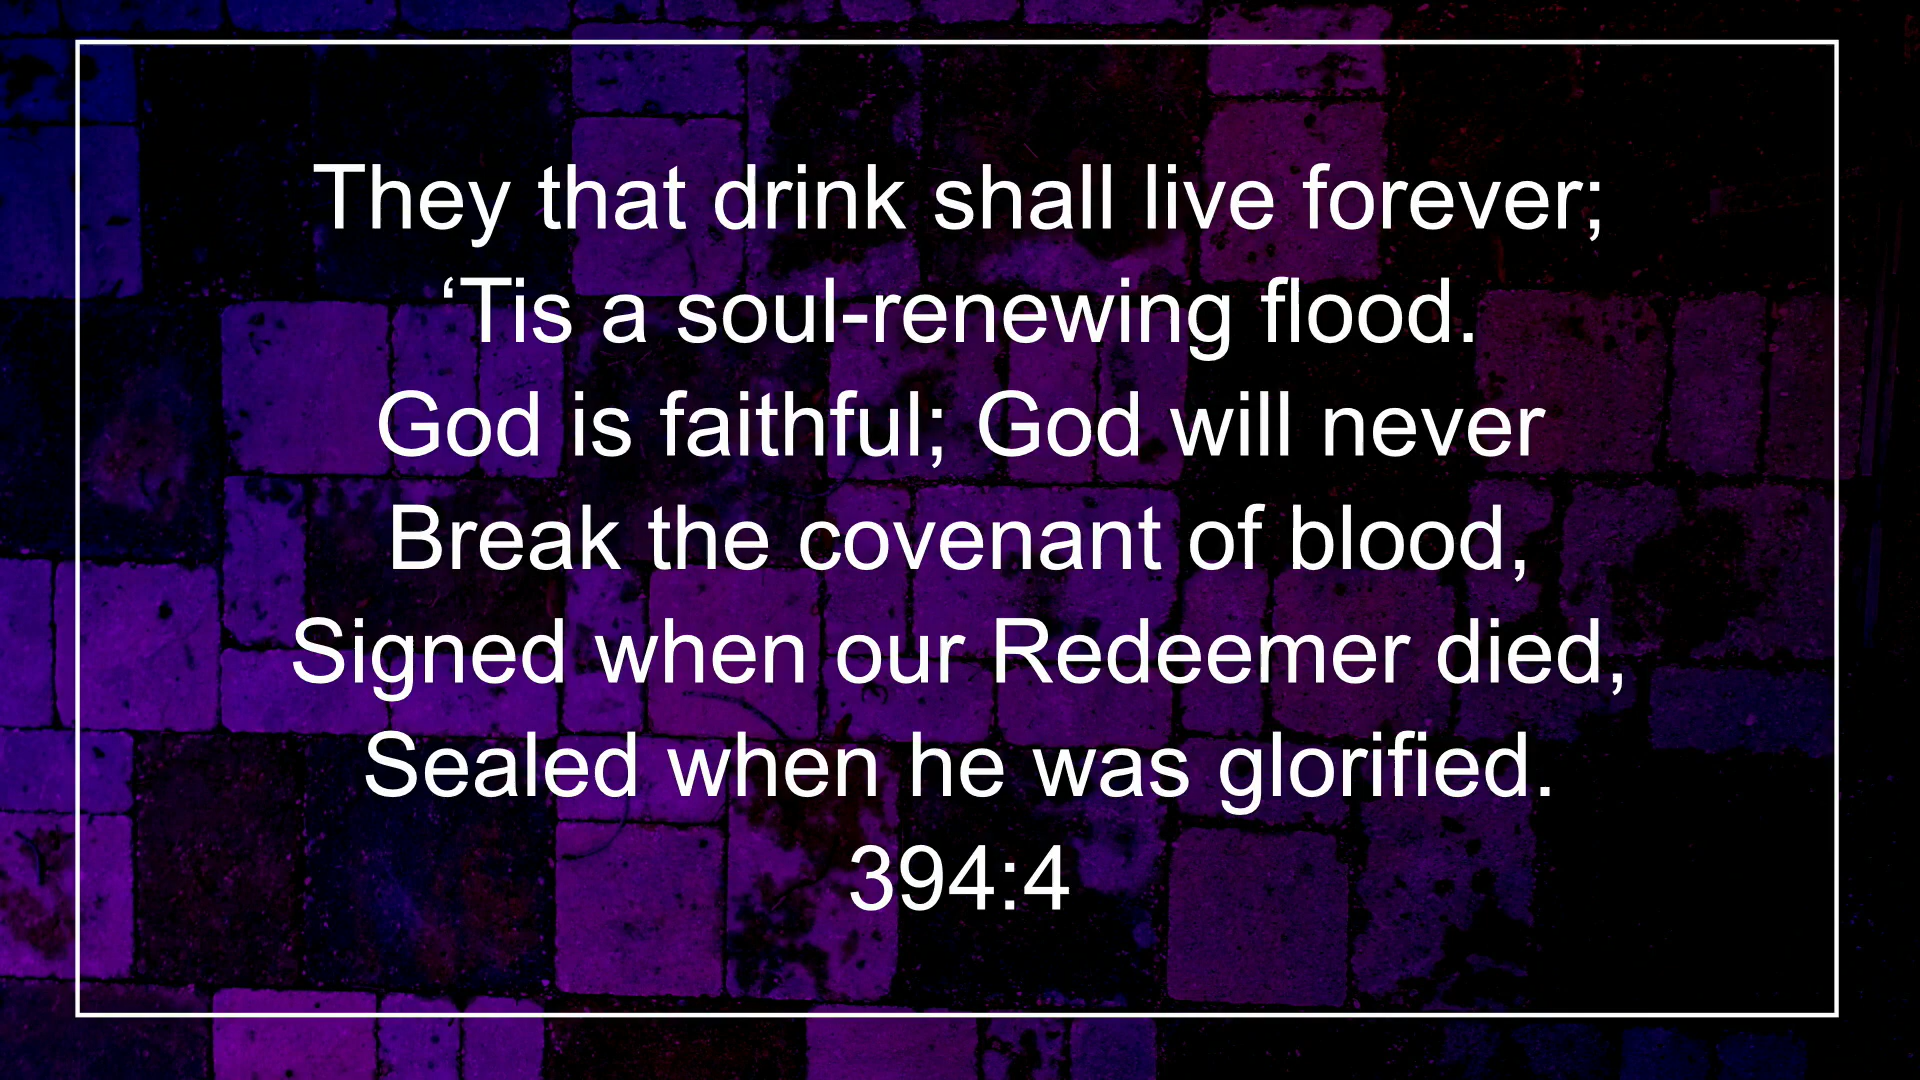 They that drink shall live forever;
‘Tis a soul-renewing flood.
God is faithful; God will never
Break the covenant of blood,
Signed when our Redeemer died,
Sealed when he was glorified.
394:4